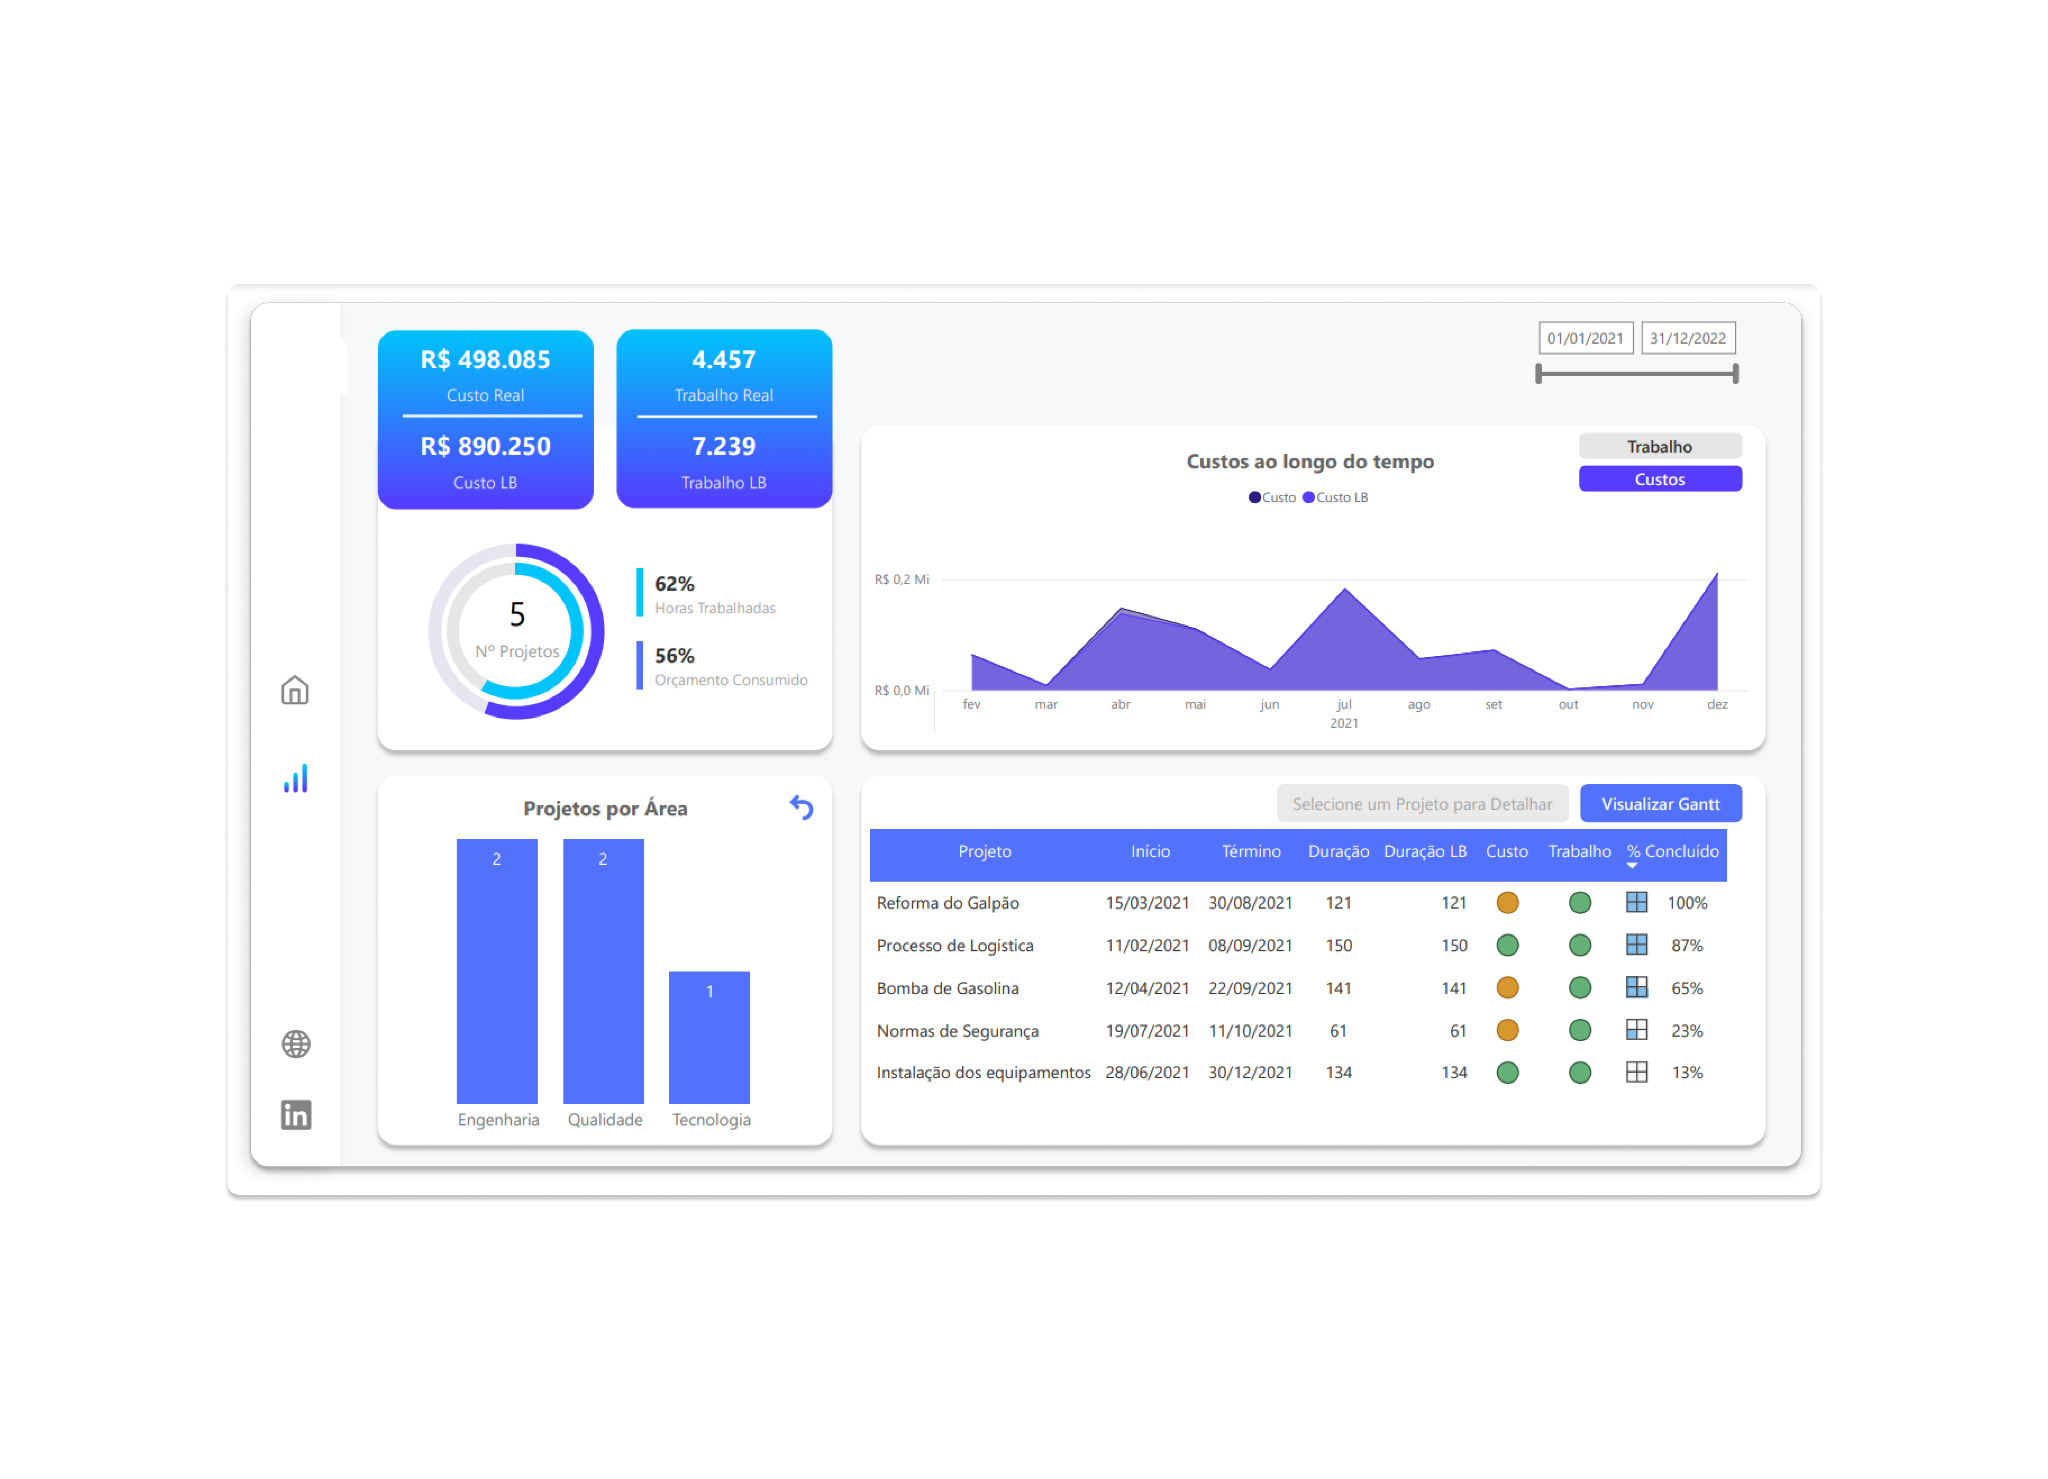 R$ 498.085
Custo Real
R$ 890.250
Custo LB
4.457
Trabalho Real
7.239
Trabalho LB
01/01/2021 31/12/2022
5
Nº Projetos
62%
Horas Trabalhadas
56%
Orçamento Consumido
Custos ao longo do tempo
Trabalho
Custos
Custo Custo LB
R$ 0,2 Mi
R$ 0,0 Mi
fev mar abr mai jun jul ago set out nov dez
2021
Projetos por Área
2 2 1
Engenharia Qualidade Tecnologia
in
Selecione um Projeto para Detalhar Visualizar Gantt
Projeto Início Término Duração Duração LB Custo Trabalho % Concluído
Reforma do Galpão 15/03/2021 30/08/2021 121 121 100%
Processo de Logística 11/02/2021 08/09/2021 150 150 87%
Bomba de Gasolina 12/04/2021 22/09/2021 141 141 65%
Normas de Segurança 19/07/2021 11/10/2021 61 61 23%
Instalação dos equipamentos 28/06/2021 30/12/2021 134 134 13%